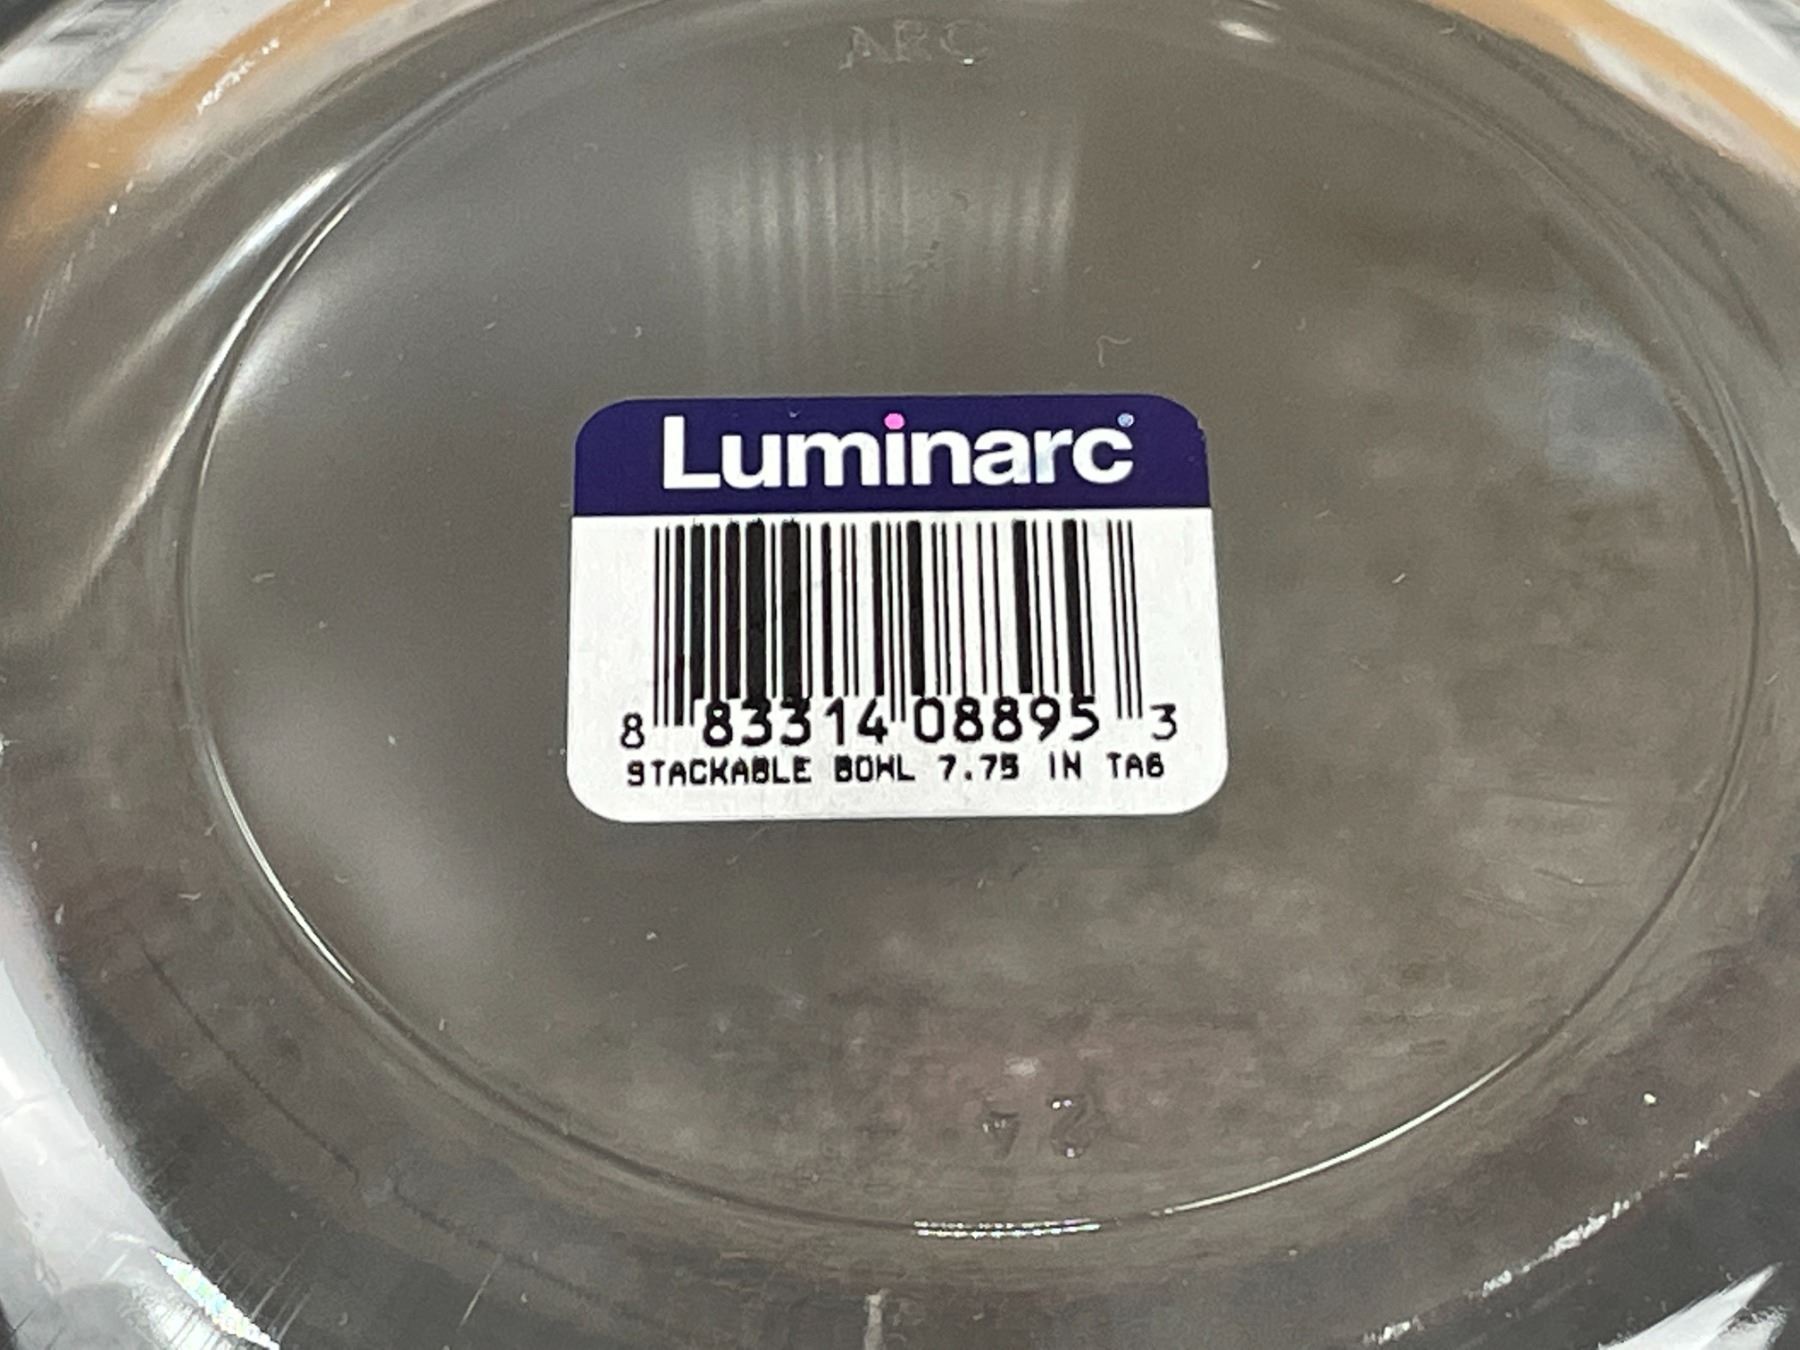 ARC
Luminarc®
8 83314 08895 3
STACKABLE BOWL 7.75 IN TAB